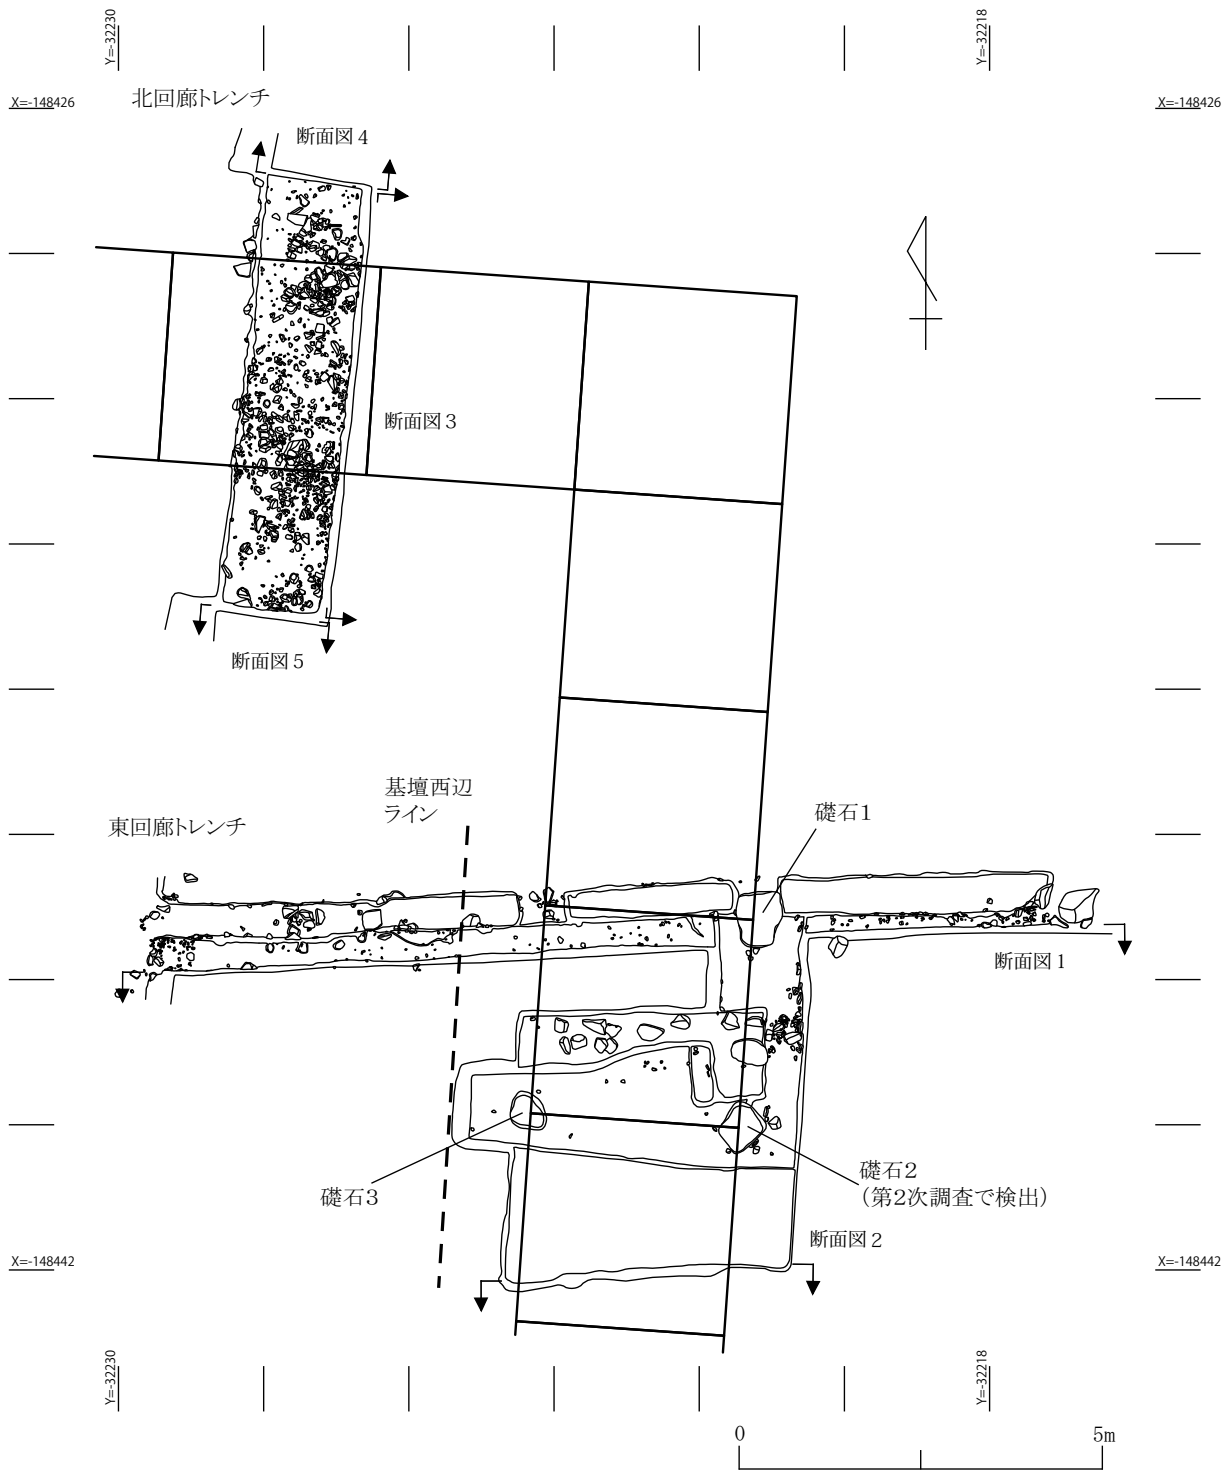 Y=-32230
Y=-32218
X=-148426
X=-148426
北回廊トレンチ
断面図4
断面図3
断面図5
基壇西辺
ライン
礎石1
東回廊トレンチ
断面図1
礎石2
(第2次調査で検出)
礎石3
断面図2
X=-148442
X=-148442
Y=-32230
Y=-32218
0
5m